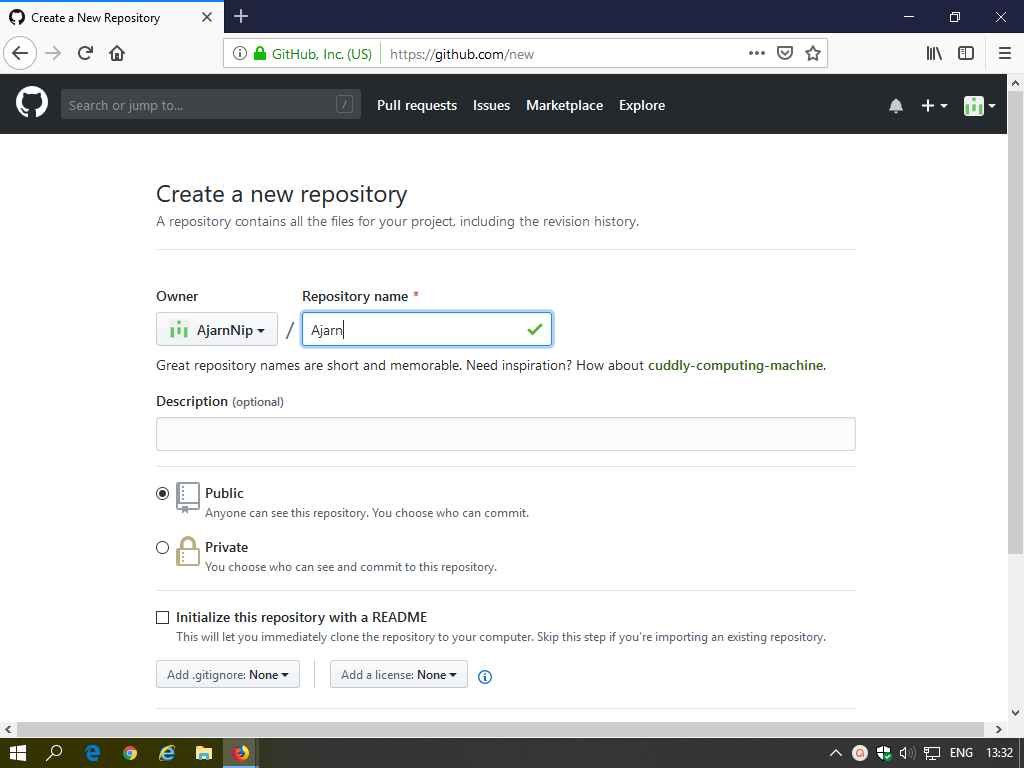 Create a New Repository
GitHub, Inc. (US)
https://github.com/new
Search or jump to...
/
Pull requests
Issues
Marketplace
Explore
Create a new repository
A repository contains all the files for your project, including the revision history.
Owner
Repository name *
AjarnNip
/
Ajarn
Great repository names are short and memorable. Need inspiration? How about cuddly-computing-machine.
Description (optional)
Public
Anyone can see this repository. You choose who can commit.
Private
You choose who can see and commit to this repository.
Initialize this repository with a README
This will let you immediately clone the repository to your computer. Skip this step if you’re importing an existing repository.
Add .gitignore: None
Add a license: None
ENG
13:32